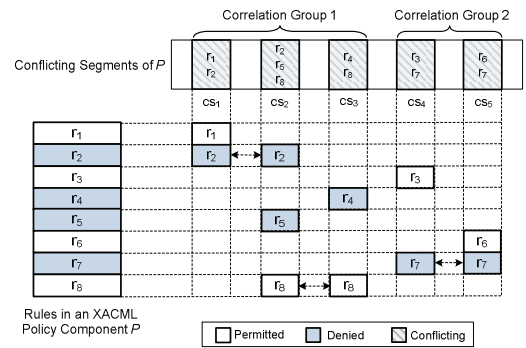 Correlation Group 1
Correlation Group 2
Conflicting Segments of P
r1
r2
r2
r5
r8
r4
r8
r3
r7
r6
r7
cs1
cs2
cs3
cs4
cs5
r1
r1
r2
r2
r2
r3
r3
r4
r4
r5
r5
r6
r6
r7
r7
r7
r8
r8
r8
Rules in an XACML
Policy Component P
Permitted
Denied
Conflicting